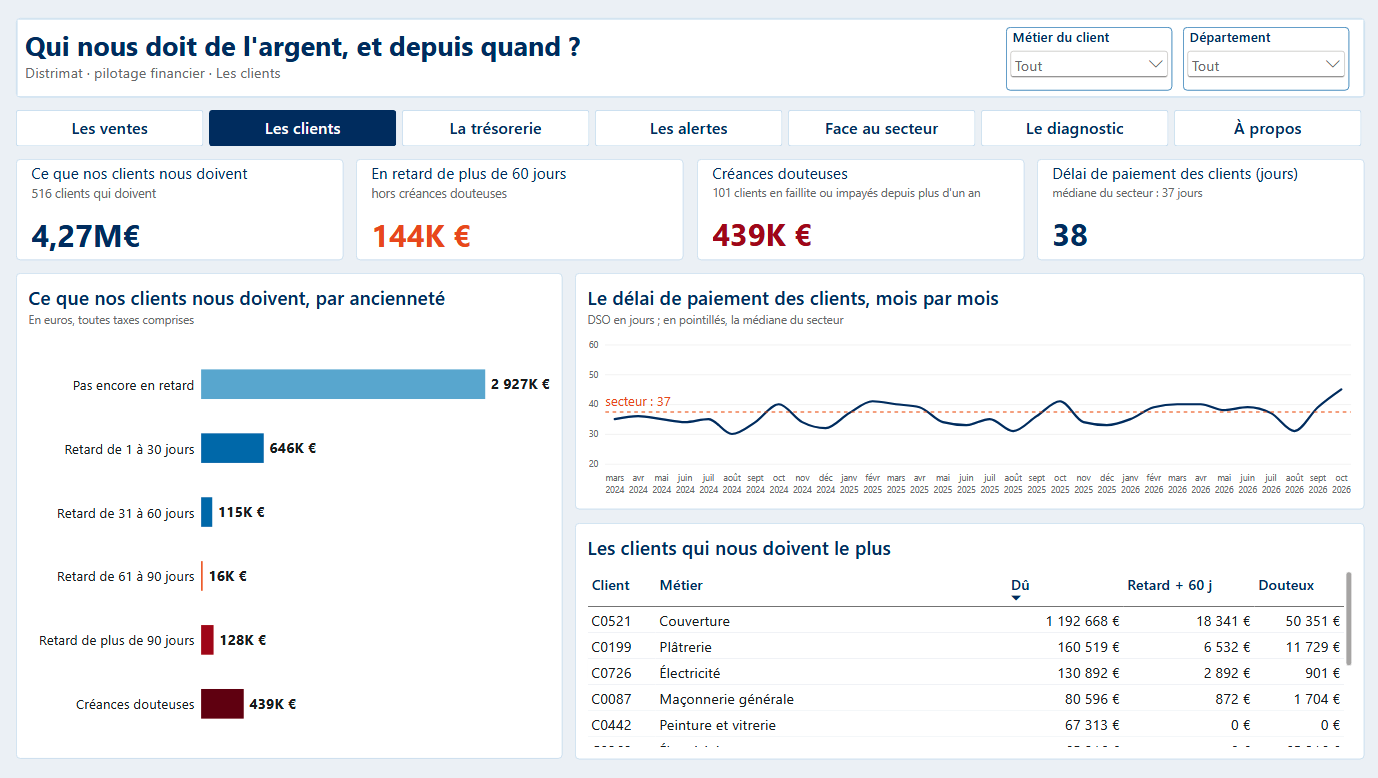 Qui nous doit de l'argent, et depuis quand ?
Distrimat · pilotage financier · Les clients
Métier du client
Tout
Département
Tout
Les ventes
Les clients
La trésorerie
Les alertes
Face au secteur
Le diagnostic
À propos
Ce que nos clients nous doivent
516 clients qui doivent
4,27M€
En retard de plus de 60 jours
hors créances douteuses
144K €
Créances douteuses
101 clients en faillite ou impayés depuis plus d'un an
439K €
Délai de paiement des clients (jours)
médiane du secteur : 37 jours
38
Ce que nos clients nous doivent, par ancienneté
En euros, toutes taxes comprises
Pas encore en retard 2 927K €
Retard de 1 à 30 jours 646K €
Retard de 31 à 60 jours 115K €
Retard de 61 à 90 jours 16K €
Retard de plus de 90 jours 128K €
Créances douteuses 439K €
Le délai de paiement des clients, mois par mois
DSO en jours ; en pointillés, la médiane du secteur
60
50
40
30
20
secteur : 37
mars avr mai juin juil août sept oct nov déc janv févr mars avr mai juin juil août sept oct nov déc janv févr mars avr mai juin juil août sept oct
2024 2024 2024 2024 2024 2024 2024 2024 2024 2024 2025 2025 2025 2025 2025 2025 2025 2025 2025 2025 2025 2025 2026 2026 2026 2026 2026 2026 2026 2026 2026 2026
Les clients qui nous doivent le plus
Client Métier Dû Retard + 60 j Douteux
C0521 Couverture 1 192 668 € 18 341 € 50 351 €
C0199 Plâtrerie 160 519 € 6 532 € 11 729 €
C0726 Électricité 130 892 € 2 892 € 901 €
C0087 Maçonnerie générale 80 596 € 872 € 1 704 €
C0442 Peinture et vitrerie 67 313 € 0 € 0 €